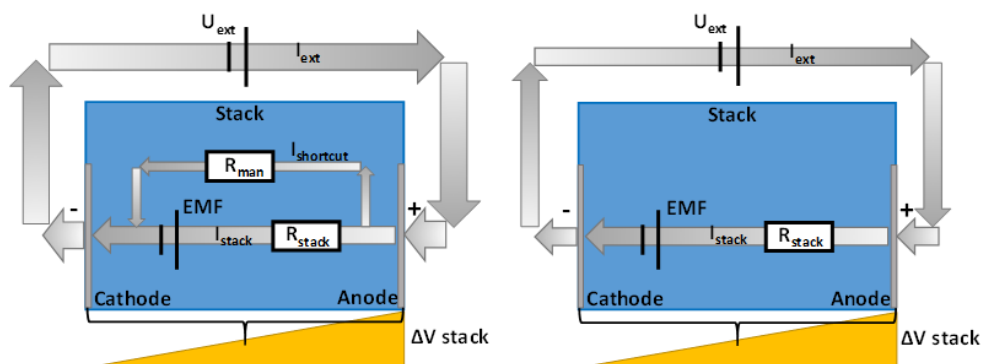 U_ext
I_ext
Stack
I_shortcut
R_man
-
EMF
+
I_stack
R_stack
Cathode
Anode
ΔV stack
U_ext
I_ext
Stack
-
EMF
+
I_stack
R_stack
Cathode
Anode
ΔV stack